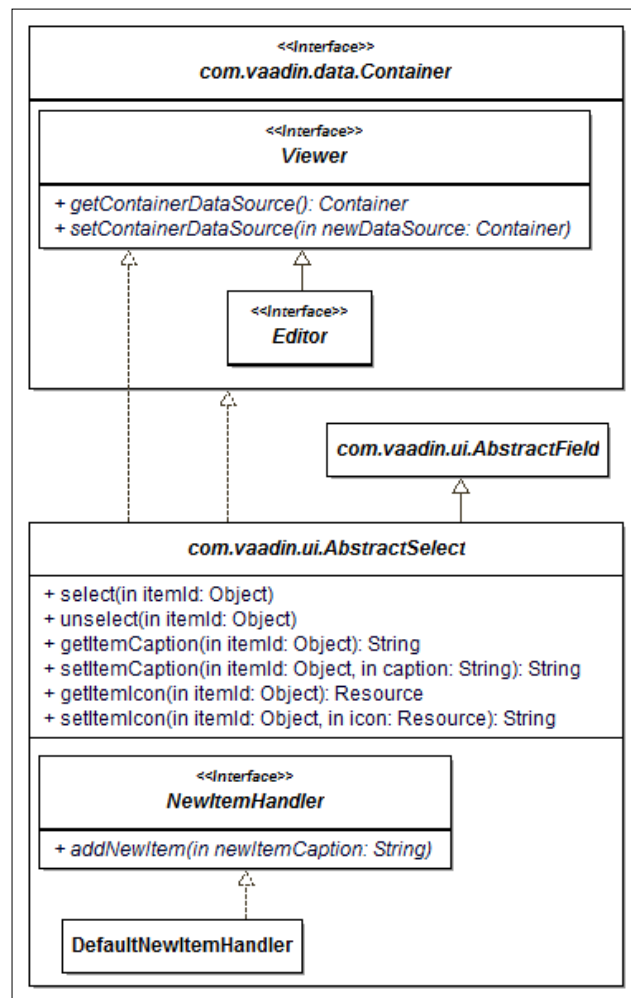 <<Interface>>
com.vaadin.data.Container
<<Interface>>
Viewer
+ getContainerDataSource(): Container
+ setContainerDataSource(in newDataSource: Container)
<<Interface>>
Editor
com.vaadin.ui.AbstractField
com.vaadin.ui.AbstractSelect
+ select(in itemId: Object)
+ unselect(in itemId: Object)
+ getItemCaption(in itemId: Object): String
+ setItemCaption(in itemId: Object, in caption: String): String
+ getItemIcon(in itemId: Object): Resource
+ setItemIcon(in itemId: Object, in icon: Resource): String
<<Interface>>
NewItemHandler
+ addNewItem(in newItemCaption: String)
DefaultNewItemHandler